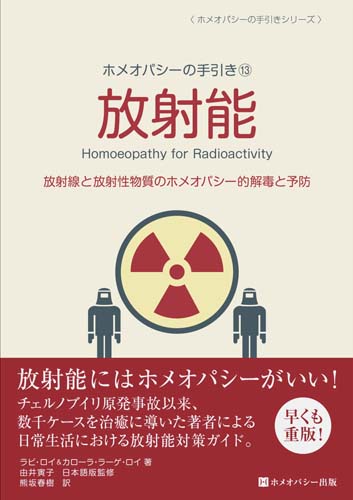 〈 ホメオパシーの手引きシリーズ 〉
ホメオパシーの手引き⑬
放射能
Homoeopathy for Radioactivity
放射線と放射性物質のホメオパシー的解毒と予防
放射能にはホメオパシーがいい!
チェルノブイリ原発事故以来、
数千ケースを治癒に導いた著者による
日常生活における放射能対策ガイド。
早くも
重版!
ラビ・ロイ&カローラ・ラーゲ・ロイ 著
由井寅子 日本語版監修
熊坂春樹 訳
ホメオパシー出版